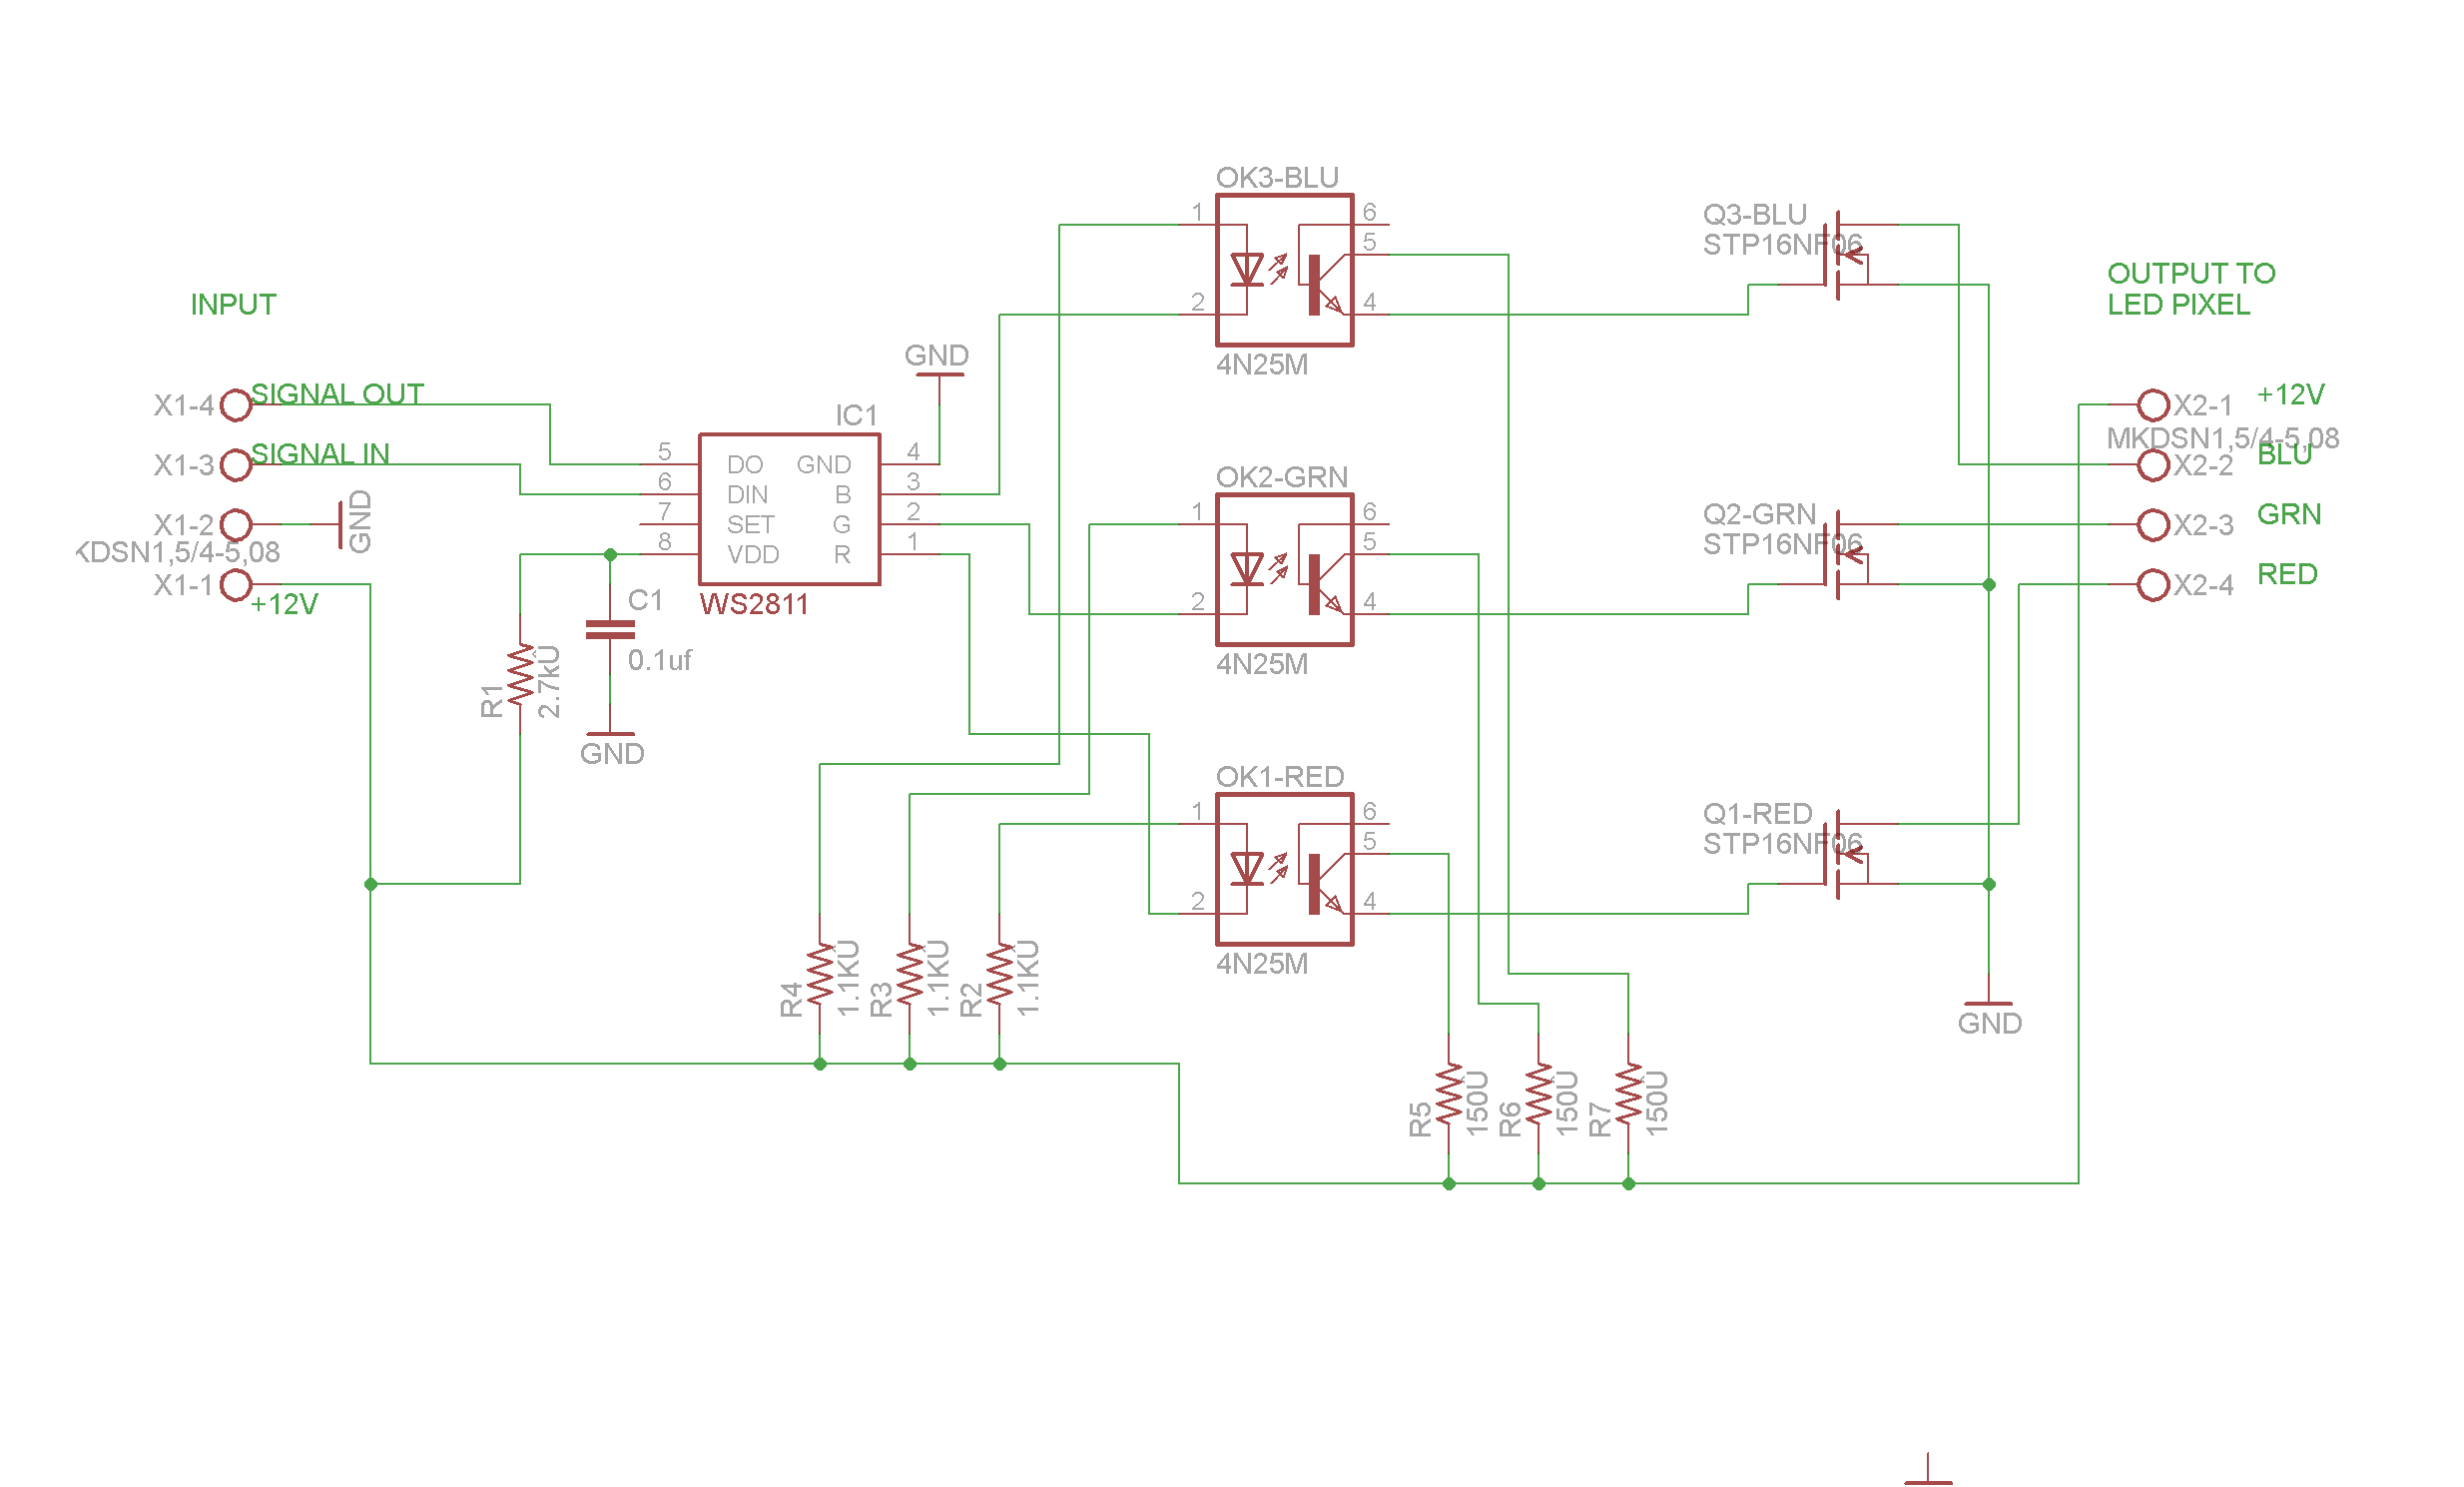 OK3-BLU
1
6
5
2
4
4N25M
Q3-BLU
STP16NF06
OUTPUT TO
LED PIXEL
INPUT
GND
X1-4
SIGNAL OUT
X1-3
SIGNAL IN
X1-2
GND
KDSN1,5/4-5,08
X1-1
+12V
IC1
5
DO
GND
4
6
DIN
B
3
7
SET
G
2
8
VDD
R
1
WS2811
C1
0.1uf
GND
R1
2.7kU
X2-1
+12V
MKDSN1,5/4-5,08
X2-2
BLU
X2-3
GRN
X2-4
RED
OK2-GRN
1
6
5
2
4
4N25M
Q2-GRN
STP16NF06
OK1-RED
1
6
5
2
4
4N25M
Q1-RED
STP16NF06
R4
1.1KU
R3
1.1KU
R2
1.1KU
GND
R5
150U
R6
150U
R7
150U